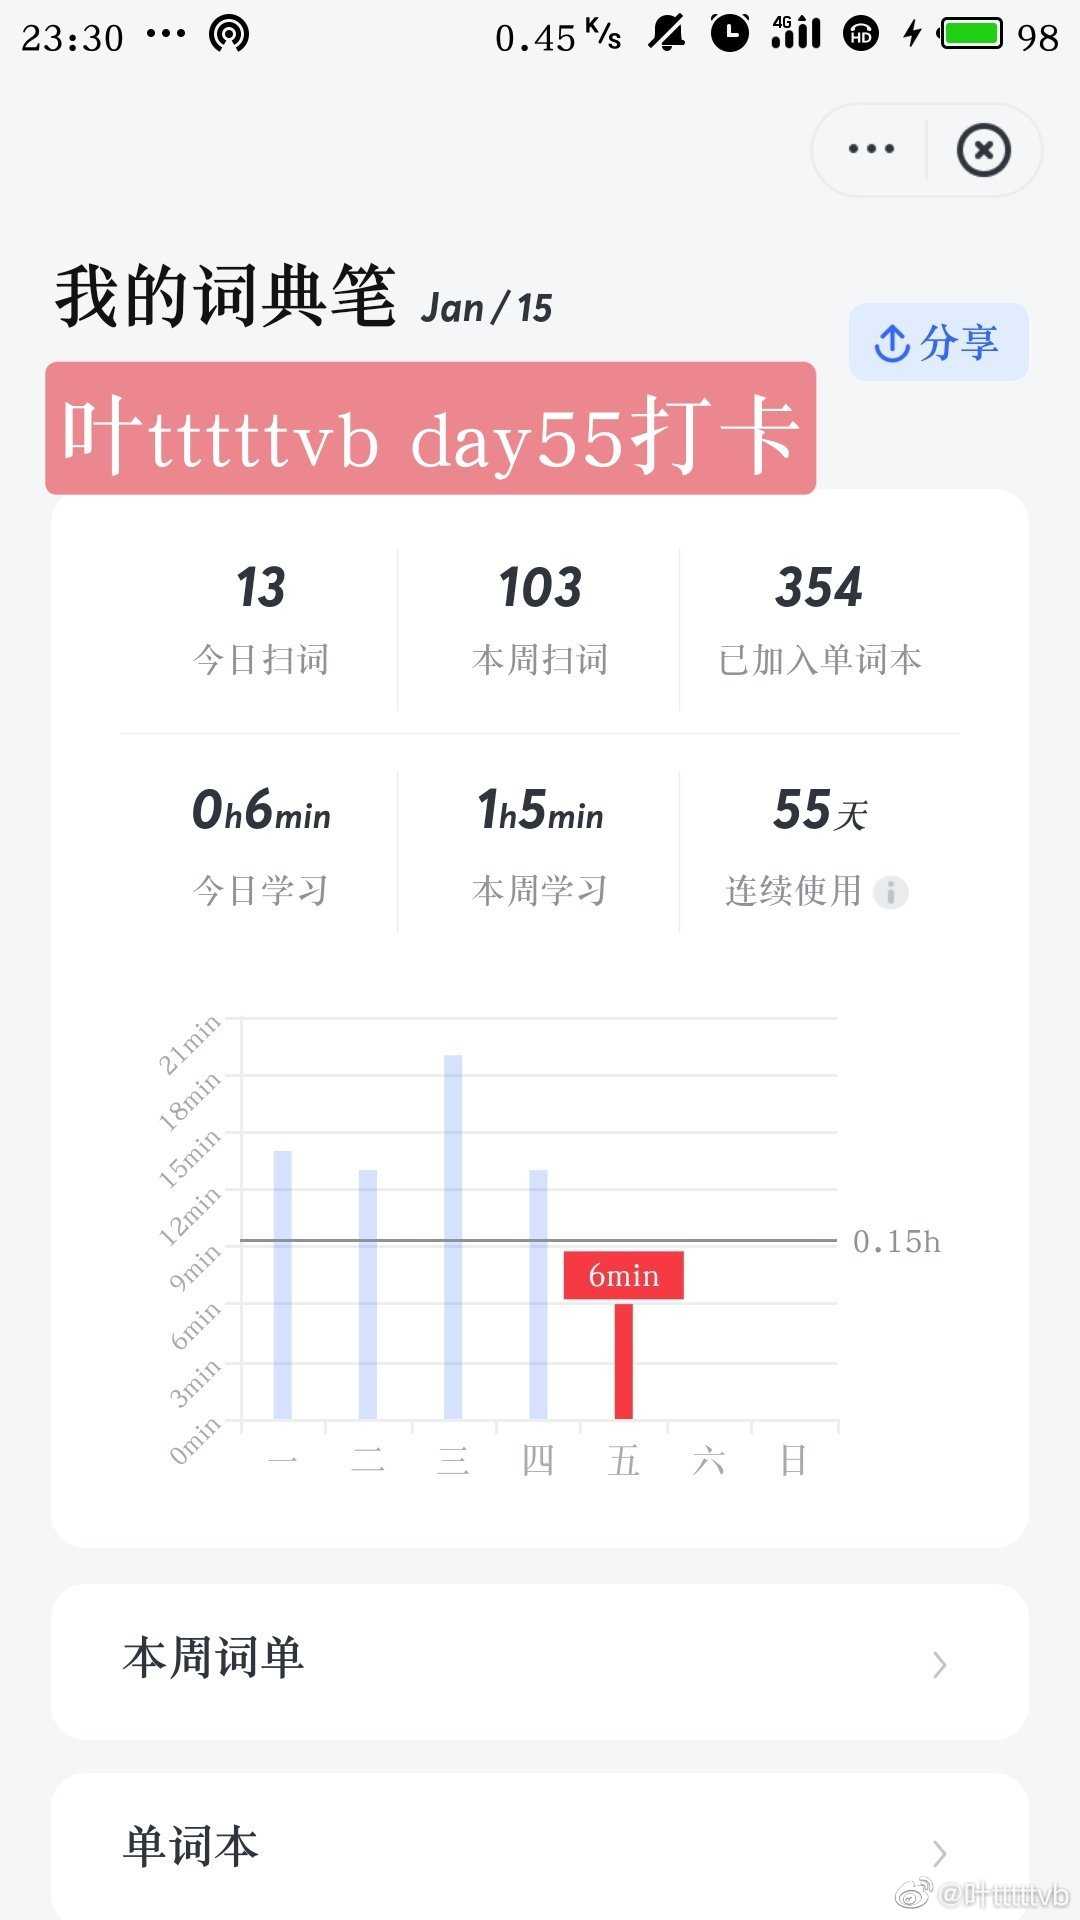 23:30 ··· 0.45 K/s 4G HD 98
我的词典笔 Jan/15
分享
叶tttttvb day55打卡
13 103 354
今日扫词 本周扫词 已加入单词本
0h6min 1h5min 55天
今日学习 本周学习 连续使用
21min
18min
15min
12min
9min
0.15h
6min
6min
3min
0min
一 二 三 四 五 六 日
本周词单
单词本
@叶tttttvb